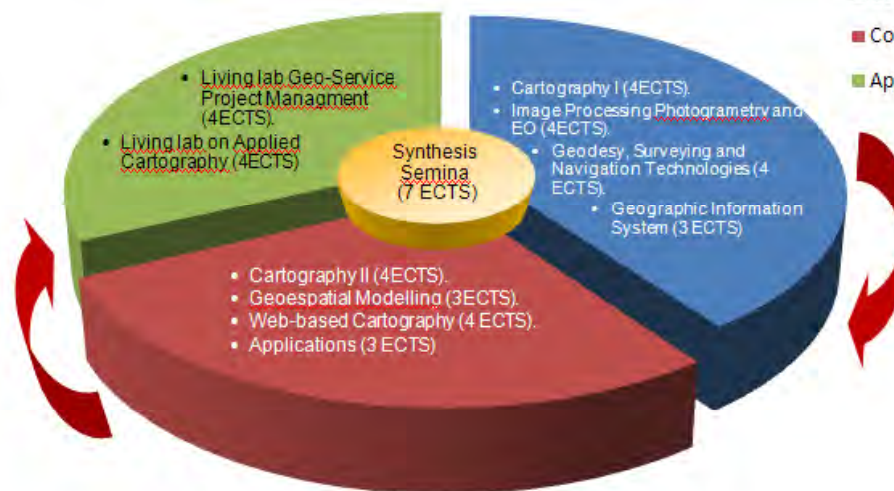 Co
Ap
• Living lab Geo-Service
Project Managment
(4ECTS).
• Living lab on Applied
Cartography (4ECTS)
• Cartography I (4ECTS).
• Image Processing Photogrametry and
EO (4ECTS).
• Geodesy, Surveying and
Navigation Technologies (4
ECTS).
• Geographic Information
System (3 ECTS)
Synthesis
Semina
(7 ECTS)
• Cartography II (4ECTS).
• Geoespatial Modelling (3ECTS).
• Web-based Cartography (4 ECTS).
• Applications (3 ECTS)